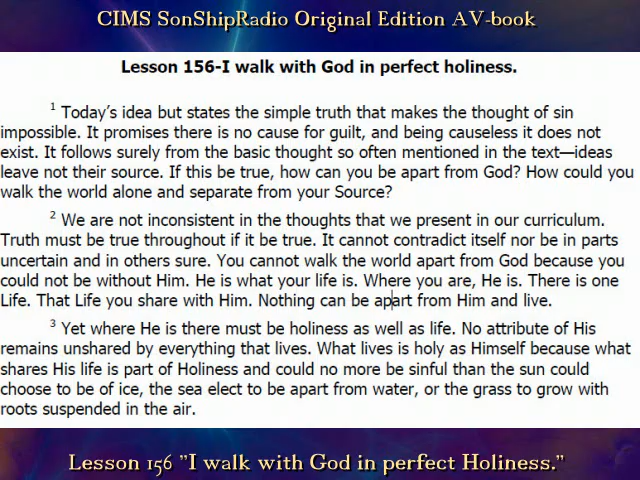 CIMS SonShipRadio Original Edition AV-book
Lesson 156-I walk with God in perfect holiness.
1 Today's idea but states the simple truth that makes the thought of sin
impossible. It promises there is no cause for guilt, and being causeless it does not
exist. It follows surely from the basic thought so often mentioned in the text—ideas
leave not their source. If this be true, how can you be apart from God? How could you
walk the world alone and separate from your Source?
2 We are not inconsistent in the thoughts that we present in our curriculum.
Truth must be true throughout if it be true. It cannot contradict itself nor be in parts
uncertain and in others sure. You cannot walk the world apart from God because you
could not be without Him. He is what your life is. Where you are, He is. There is one
Life. That Life you share with Him. Nothing can be apart from Him and live.
3 Yet where He is there must be holiness as well as life. No attribute of His
remains unshared by everything that lives. What lives is holy as Himself because what
shares His life is part of Holiness and could no more be sinful than the sun could
choose to be of ice, the sea elect to be apart from water, or the grass to grow with
roots suspended in the air.
Lesson 156 "I walk with God in perfect Holiness."